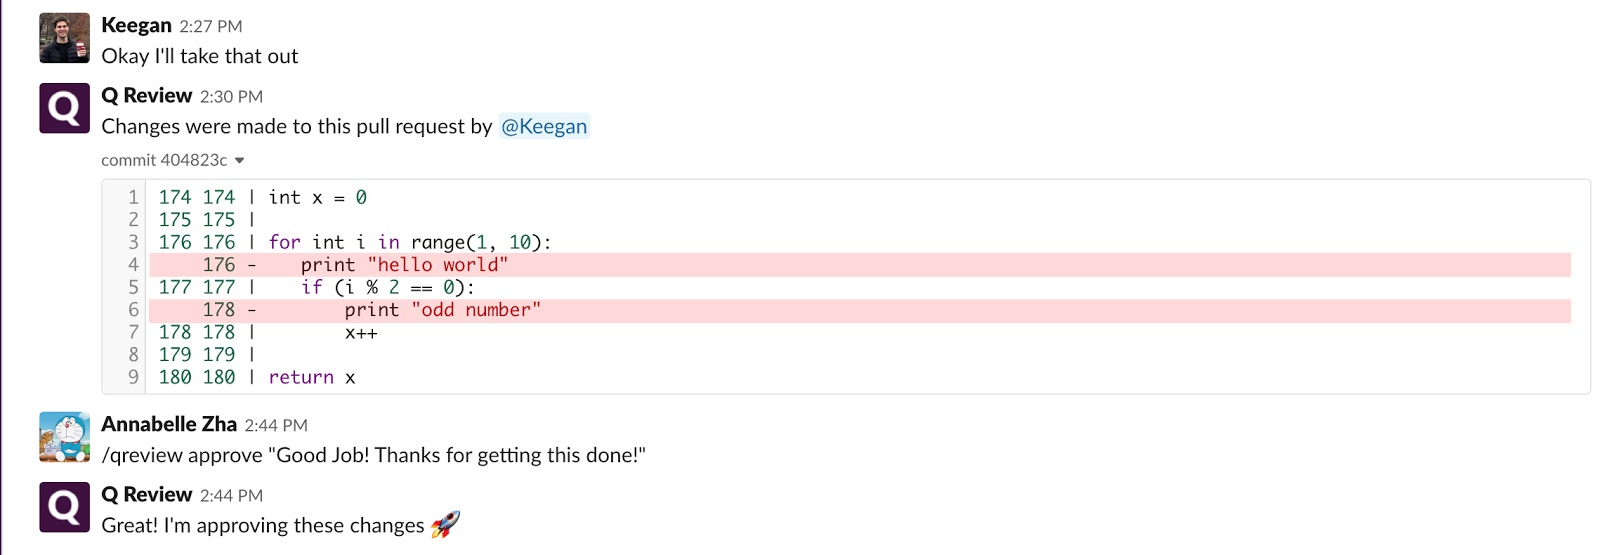 Keegan 2:27 PM
Okay I'll take that out
Q
Q Review 2:30 PM
Changes were made to this pull request by @Keegan
commit 404823c ▼
1 174 174 | int x = 0
2 175 175 |
3 176 176 | for int i in range(1, 10):
4     176 -   print "hello world"
5 177 177 |   if (i % 2 == 0):
6     178 -       print "odd number"
7 178 178 |       x++
8 179 179 |
9 180 180 | return x
Annabelle Zha 2:44 PM
/qreview approve "Good Job! Thanks for getting this done!"
Q
Q Review 2:44 PM
Great! I'm approving these changes 🚀